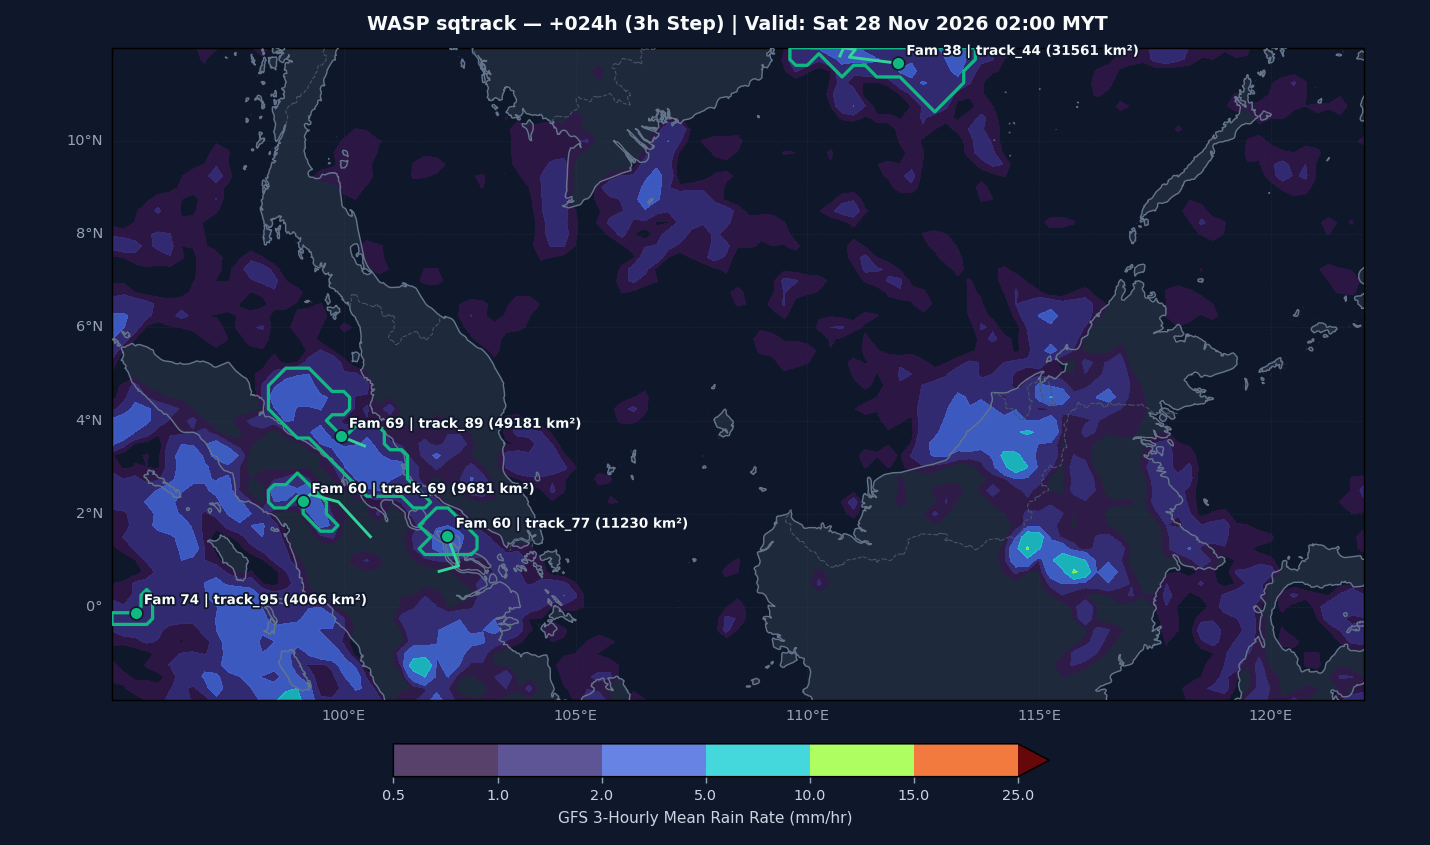 WASP sqtrack — +024h (3h Step) | Valid: Sat 28 Nov 2026 02:00 MYT
Fam 38 | track_44 (31561 km²)
10°N
8°N
6°N
4°N
Fam 69 | track_89 (49181 km²)
Fam 60 | track_69 (9681 km²)
2°N
Fam 60 | track_77 (11230 km²)
Fam 74 | track_95 (4066 km²)
0°
100°E 105°E 110°E 115°E 120°E
0.5 1.0 2.0 5.0 10.0 15.0 25.0
GFS 3-Hourly Mean Rain Rate (mm/hr)